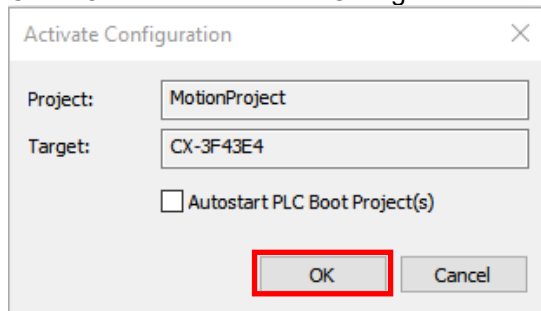 Activate Configuration
Project: MotionProject
Target: CX-3F43E4
Autostart PLC Boot Project(s)
OK Cancel